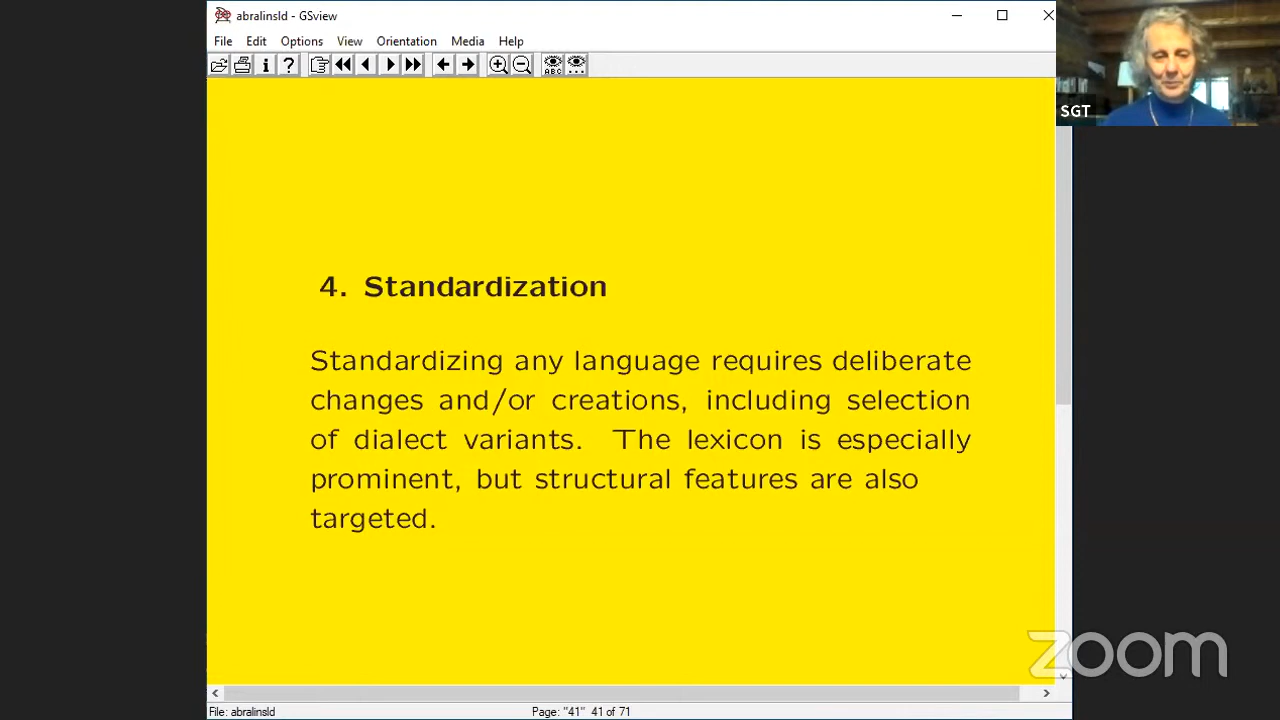 abralinsld - GSview
File Edit Options View Orientation Media Help
SGT
4. Standardization
Standardizing any language requires deliberate
changes and/or creations, including selection
of dialect variants. The lexicon is especially
prominent, but structural features are also
targeted.
zoom
File: abralinsld Page: "41" 41 of 71